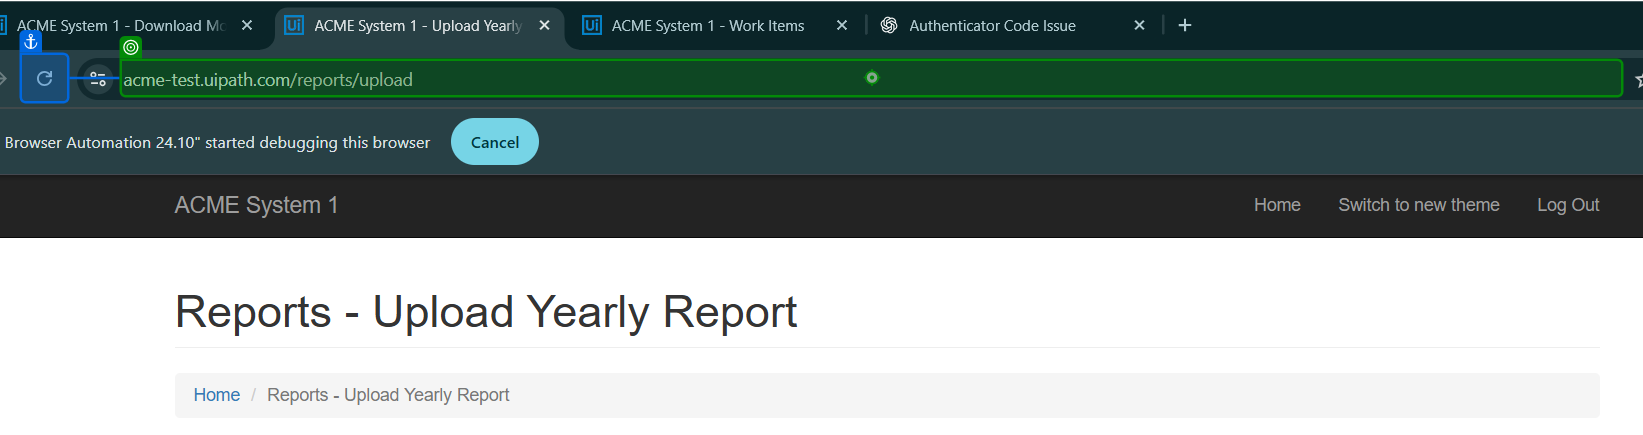 ACME System 1 - Download Mo
ACME System 1 - Upload Yearly
ACME System 1 - Work Items
Authenticator Code Issue
acme-test.uipath.com/reports/upload
Browser Automation 24.10" started debugging this browser
Cancel
ACME System 1
Home
Switch to new theme
Log Out
Reports - Upload Yearly Report
Home / Reports - Upload Yearly Report